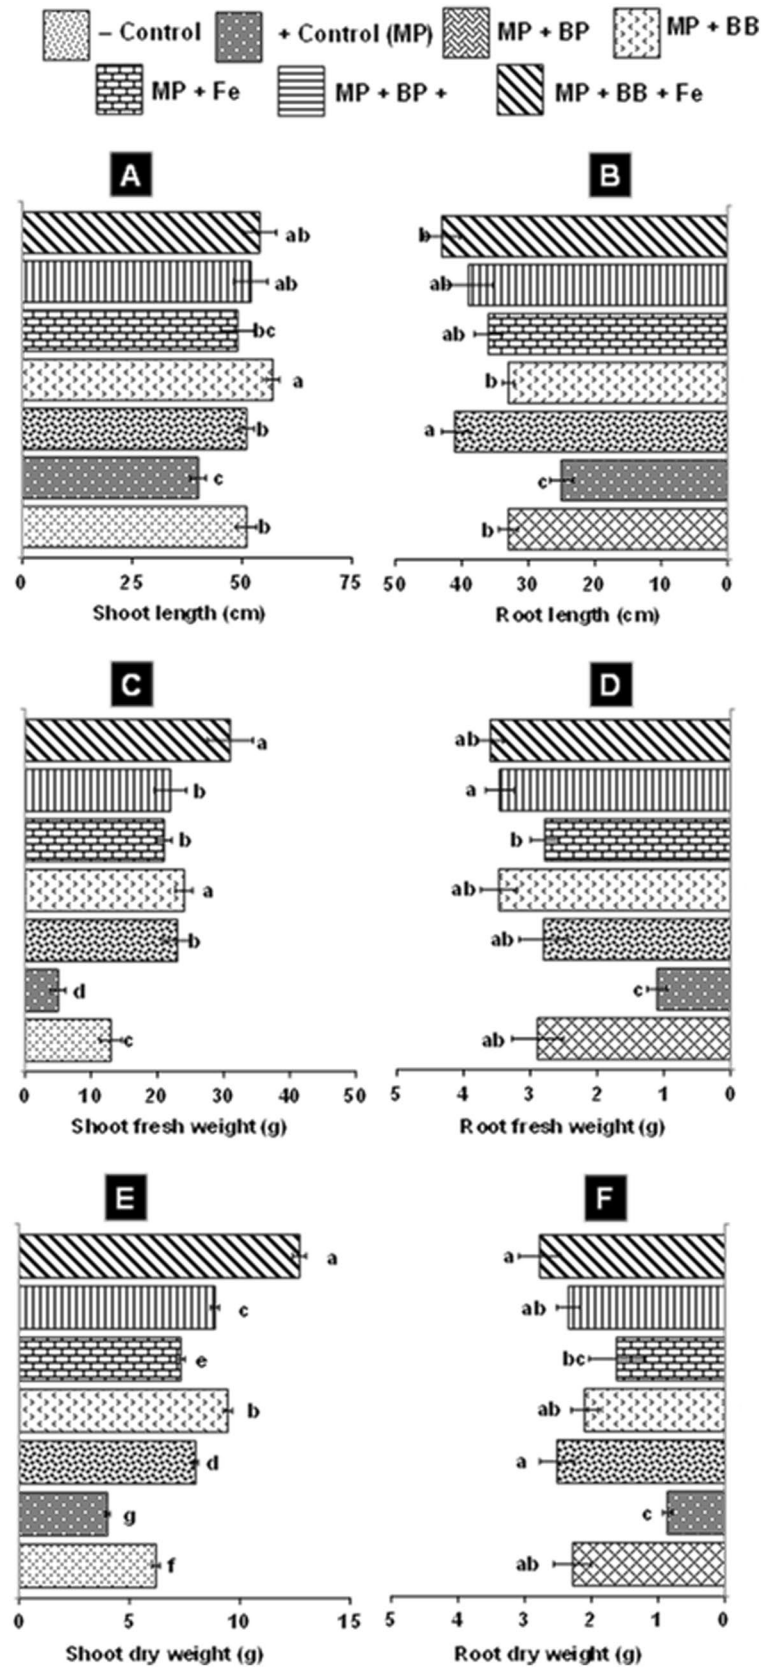 – Control + Control (MP) MP + BP MP + BB
MP + Fe MP + BP + MP + BB + Fe
A B
ab b
ab ab
bc ab
a b
b a
c c
b b
0 25 50 75 50 40 30 20 10 0
Shoot length (cm) Root length (cm)
C D
a ab
b a
b b
a ab
b ab
d c
c ab
0 10 20 30 40 50 5 4 3 2 1 0
Shoot fresh weight (g) Root fresh weight (g)
E F
a a
c ab
e bc
b ab
d a
g c
f ab
0 5 10 15 5 4 3 2 1 0
Shoot dry weight (g) Root dry weight (g)